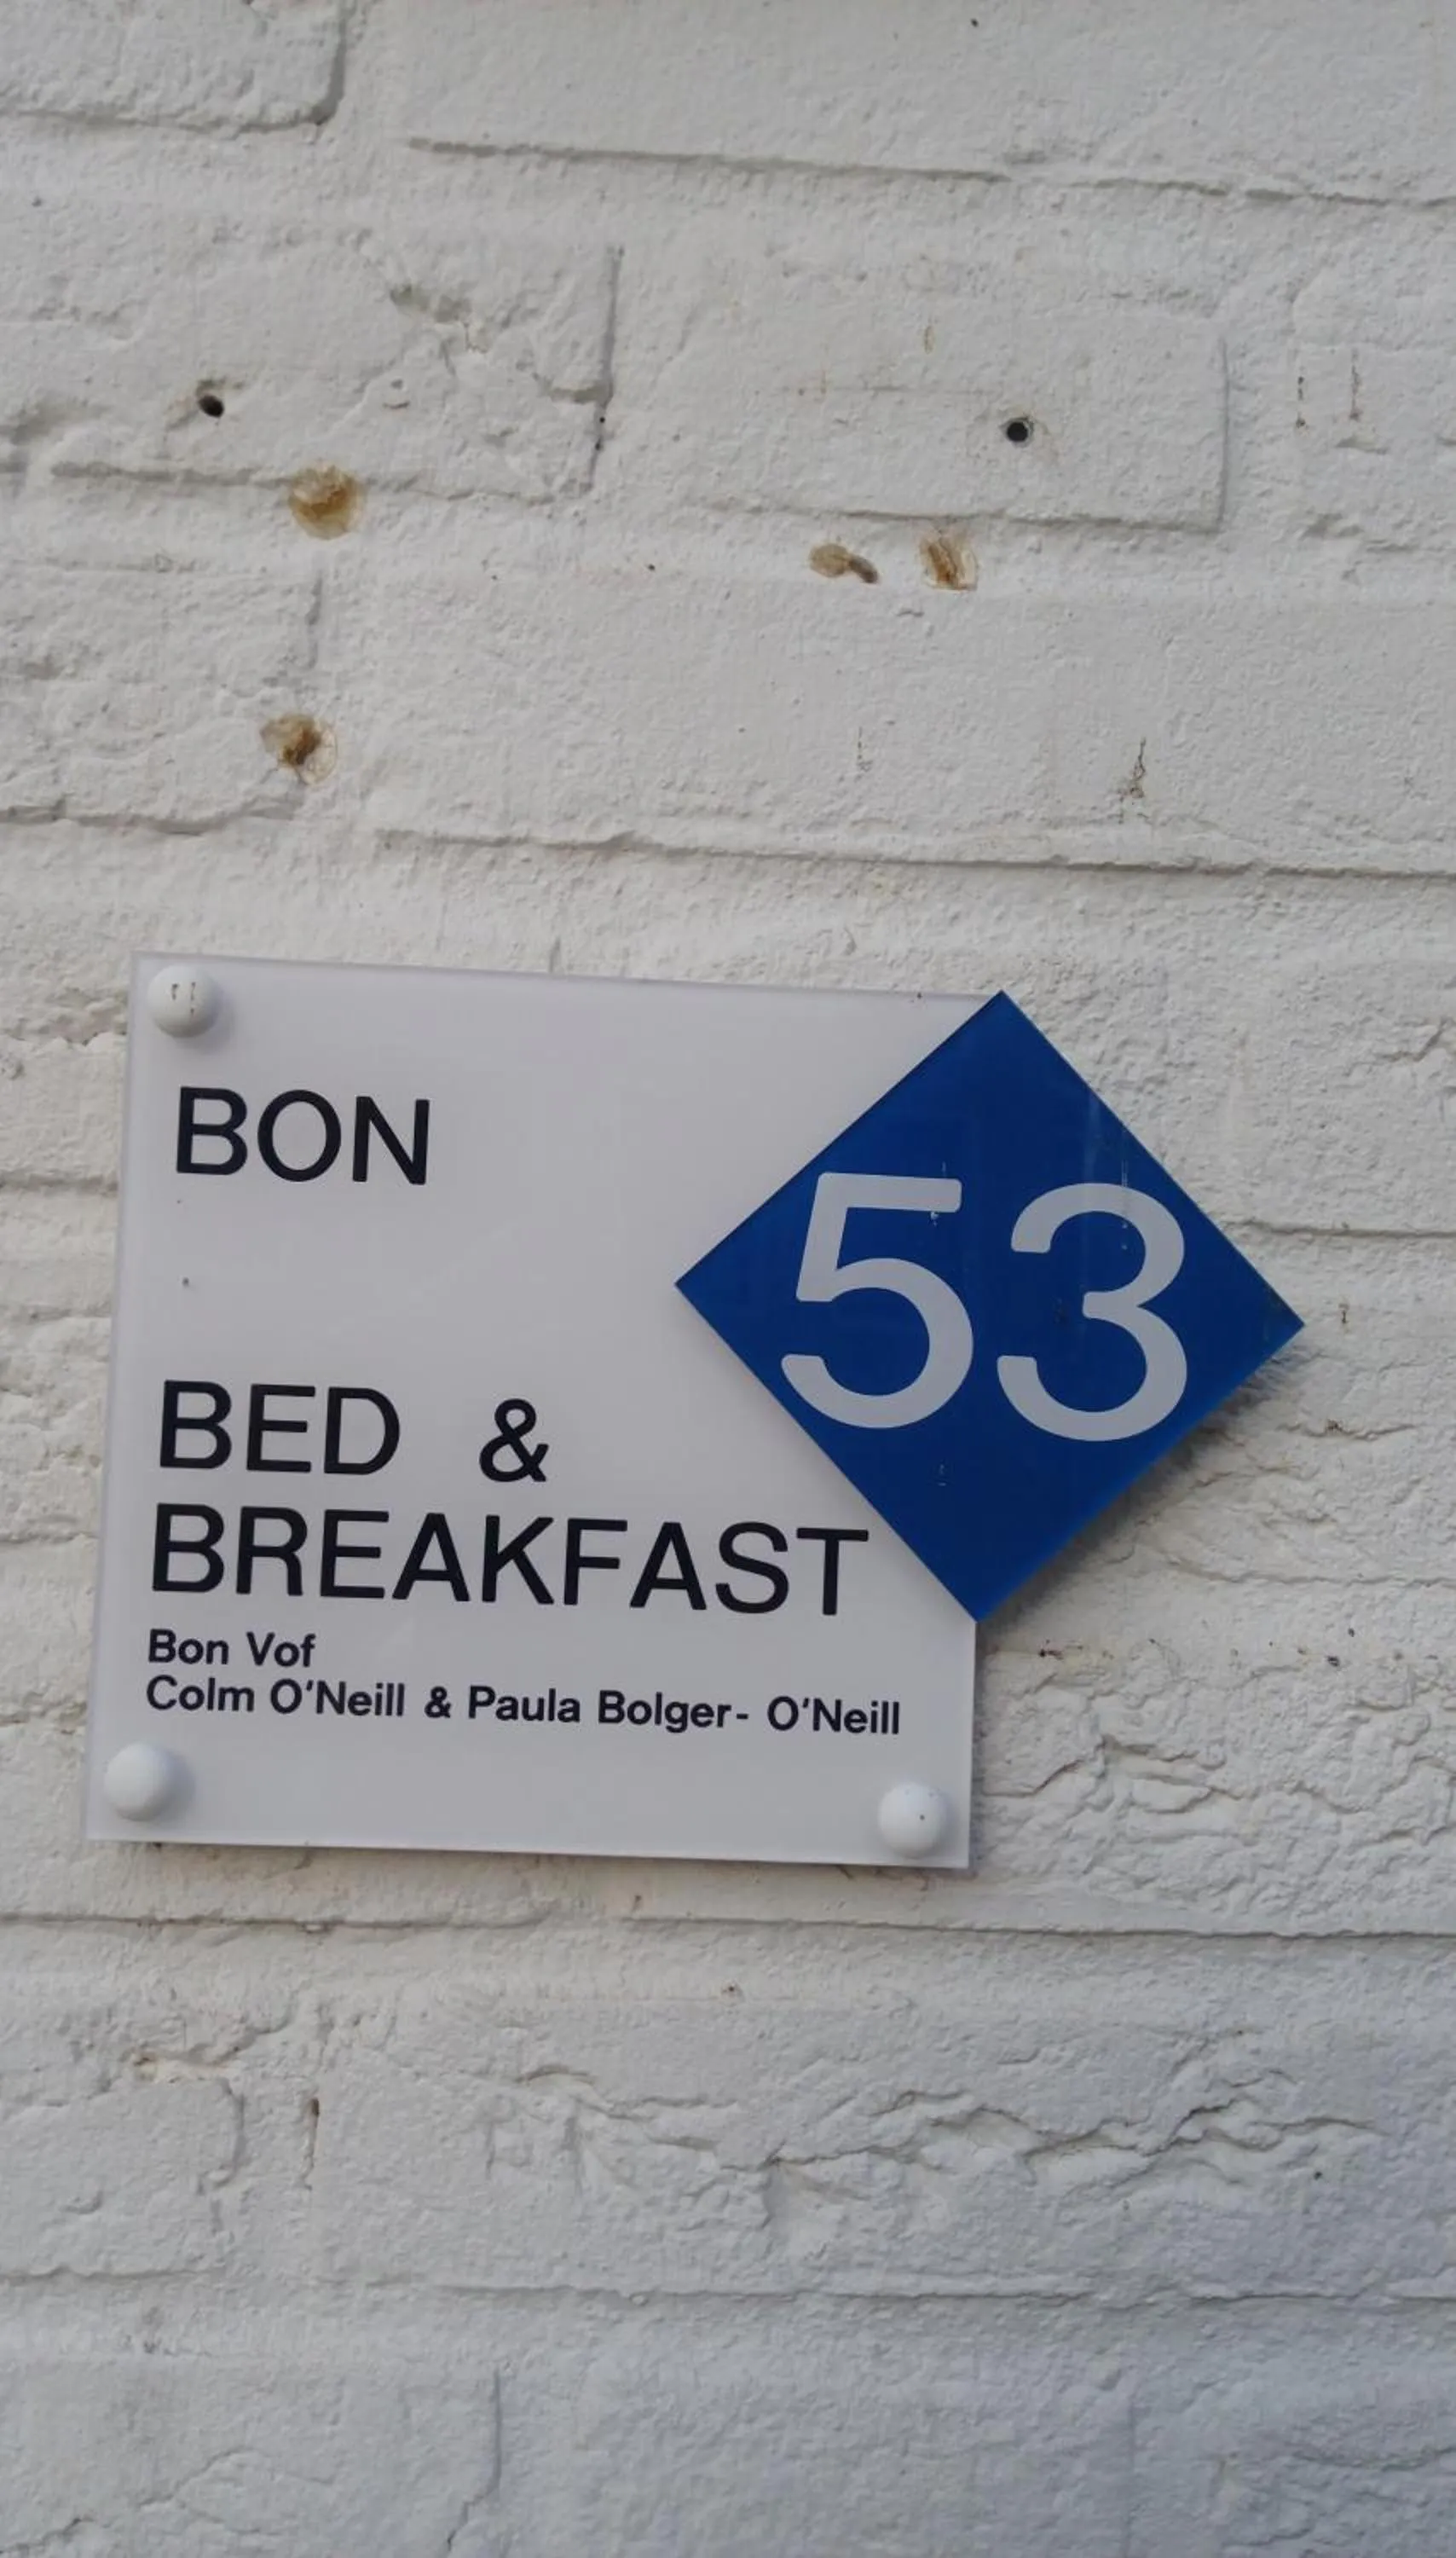 BON
53
BED &
BREAKFAST
Bon Vof
Colm O'Neill & Paula Bolger- O'Neill